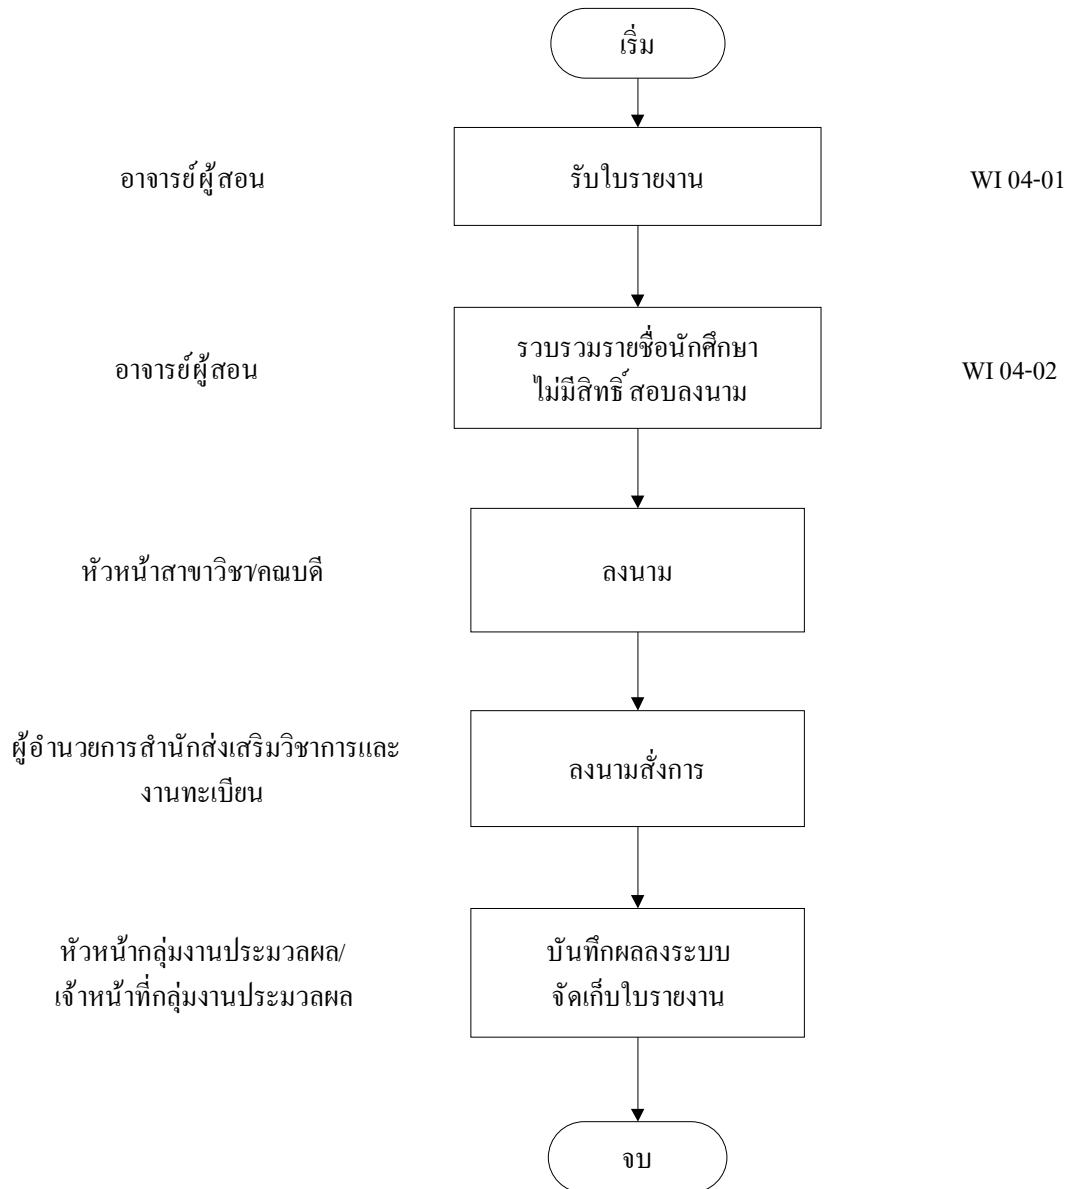 เริ่ม
อาจารย์ผู้สอน
รับใบรายงาน
WI 04-01
อาจารย์ผู้สอน
รวบรวมรายชื่อนักศึกษา
ไม่มีสิทธิ์สอบลงนาม
WI 04-02
หัวหน้าสาขาวิชา/คณบดี
ลงนาม
ผู้อำนวยการสำนักส่งเสริมวิชาการและ
งานทะเบียน
ลงนามสั่งการ
หัวหน้ากลุ่มงานประมวลผล/
เจ้าหน้าที่กลุ่มงานประมวลผล
บันทึกผลลงระบบ
จัดเก็บใบรายงาน
จบ